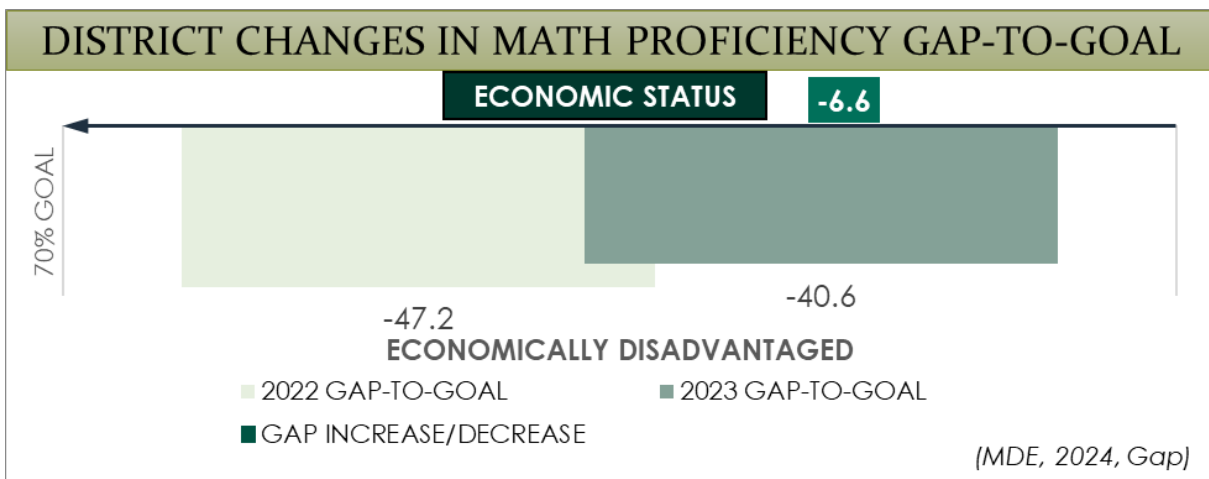 DISTRICT CHANGES IN MATH PROFICIENCY GAP-TO-GOAL
ECONOMIC STATUS
-6.6
70% GOAL
-47.2
-40.6
ECONOMICALLY DISADVANTAGED
2022 GAP-TO-GOAL
2023 GAP-TO-GOAL
GAP INCREASE/DECREASE
(MDE, 2024, Gap)